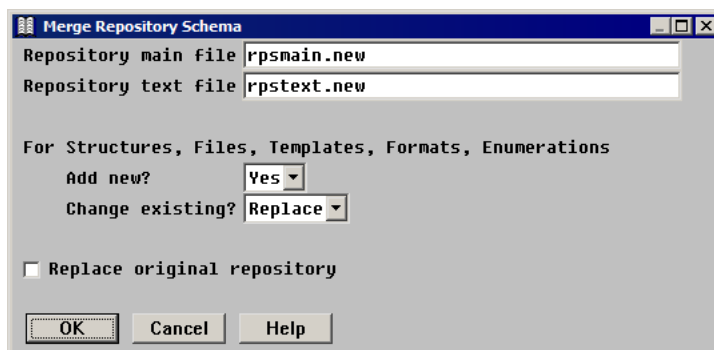 Merge Repository Schema
Repository main file rpsmain.new
Repository text file rpstext.new
For Structures, Files, Templates, Formats, Enumerations
Add new? Yes
Change existing? Replace
Replace original repository
OK Cancel Help